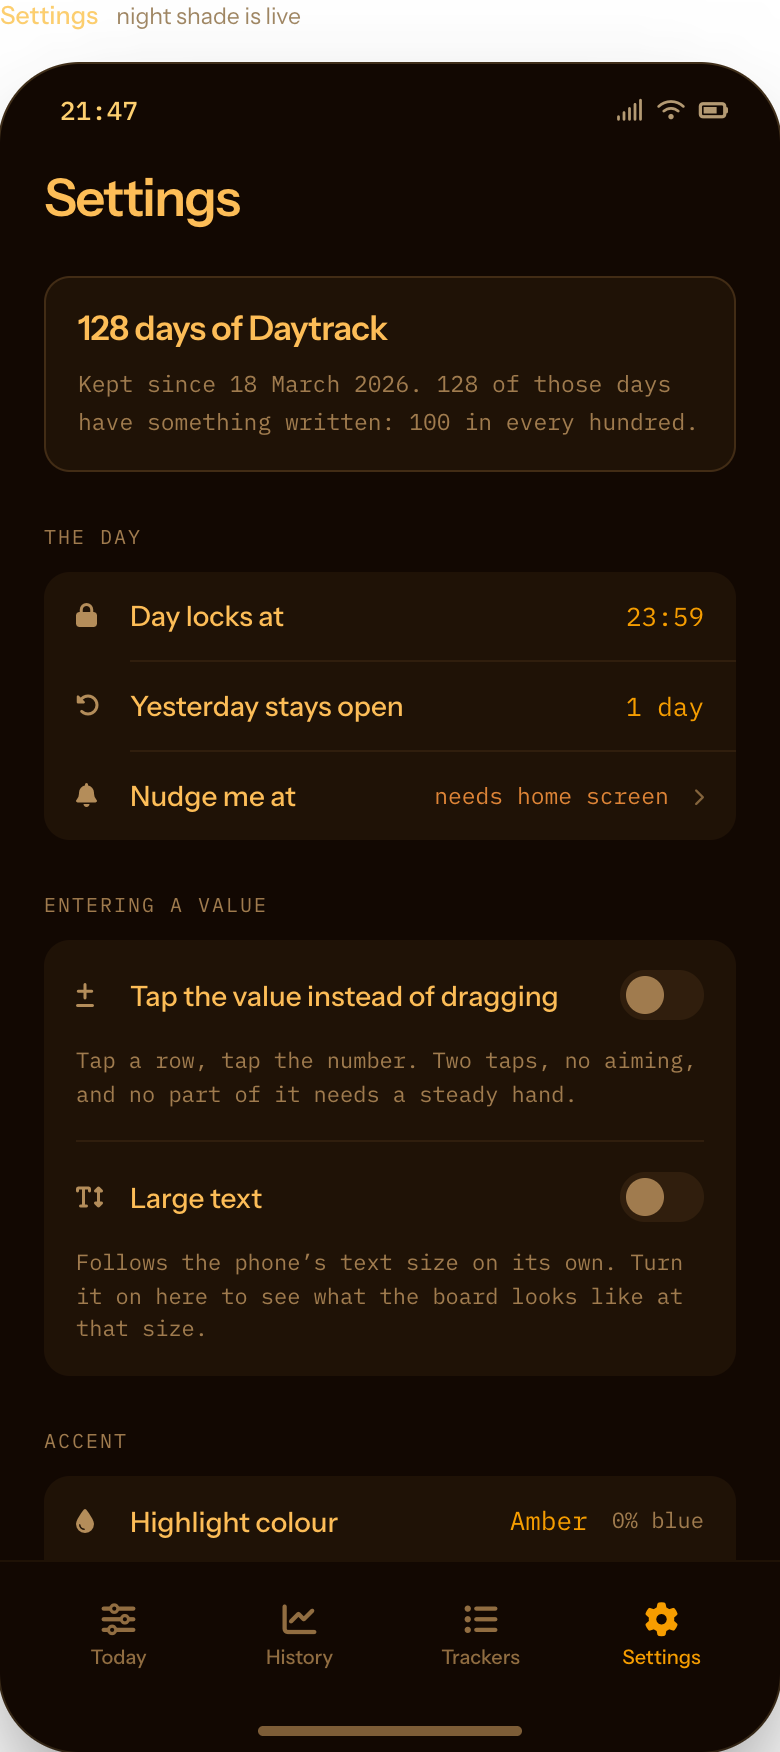 Settings night shade is live
21:47
Settings
128 days of Daytrack
Kept since 18 March 2026. 128 of those days
have something written: 100 in every hundred.
THE DAY
Day locks at 23:59
Yesterday stays open 1 day
Nudge me at needs home screen
ENTERING A VALUE
Tap the value instead of dragging
Tap a row, tap the number. Two taps, no aiming,
and no part of it needs a steady hand.
Large text
Follows the phone’s text size on its own. Turn
it on here to see what the board looks like at
that size.
ACCENT
Highlight colour Amber 0% blue
Today History Trackers Settings